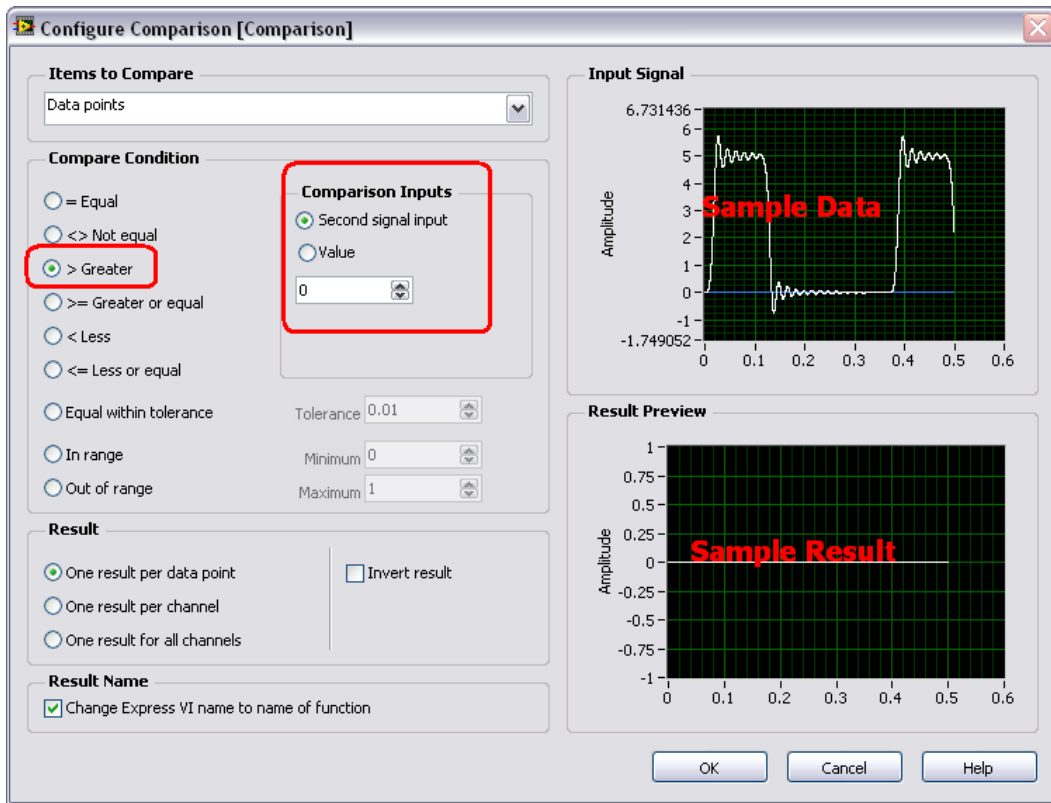 Configure Comparison [Comparison]
Items to Compare
Data points
Compare Condition
= Equal
<> Not equal
> Greater
>= Greater or equal
< Less
<= Less or equal
Equal within tolerance
In range
Out of range
Comparison Inputs
Second signal input
Value
0
Tolerance 0.01
Minimum 0
Maximum 1
Result
One result per data point
One result per channel
One result for all channels
Invert result
Result Name
Change Express VI name to name of function
Input Signal
6.731436
6
5
4
3
2
1
0
-1
-1.749052
Amplitude
Sample Data
0 0.1 0.2 0.3 0.4 0.5 0.6
Result Preview
1
0.75
0.5
0.25
0
-0.25
-0.5
-0.75
-1
Amplitude
Sample Result
0 0.1 0.2 0.3 0.4 0.5 0.6
OK Cancel Help